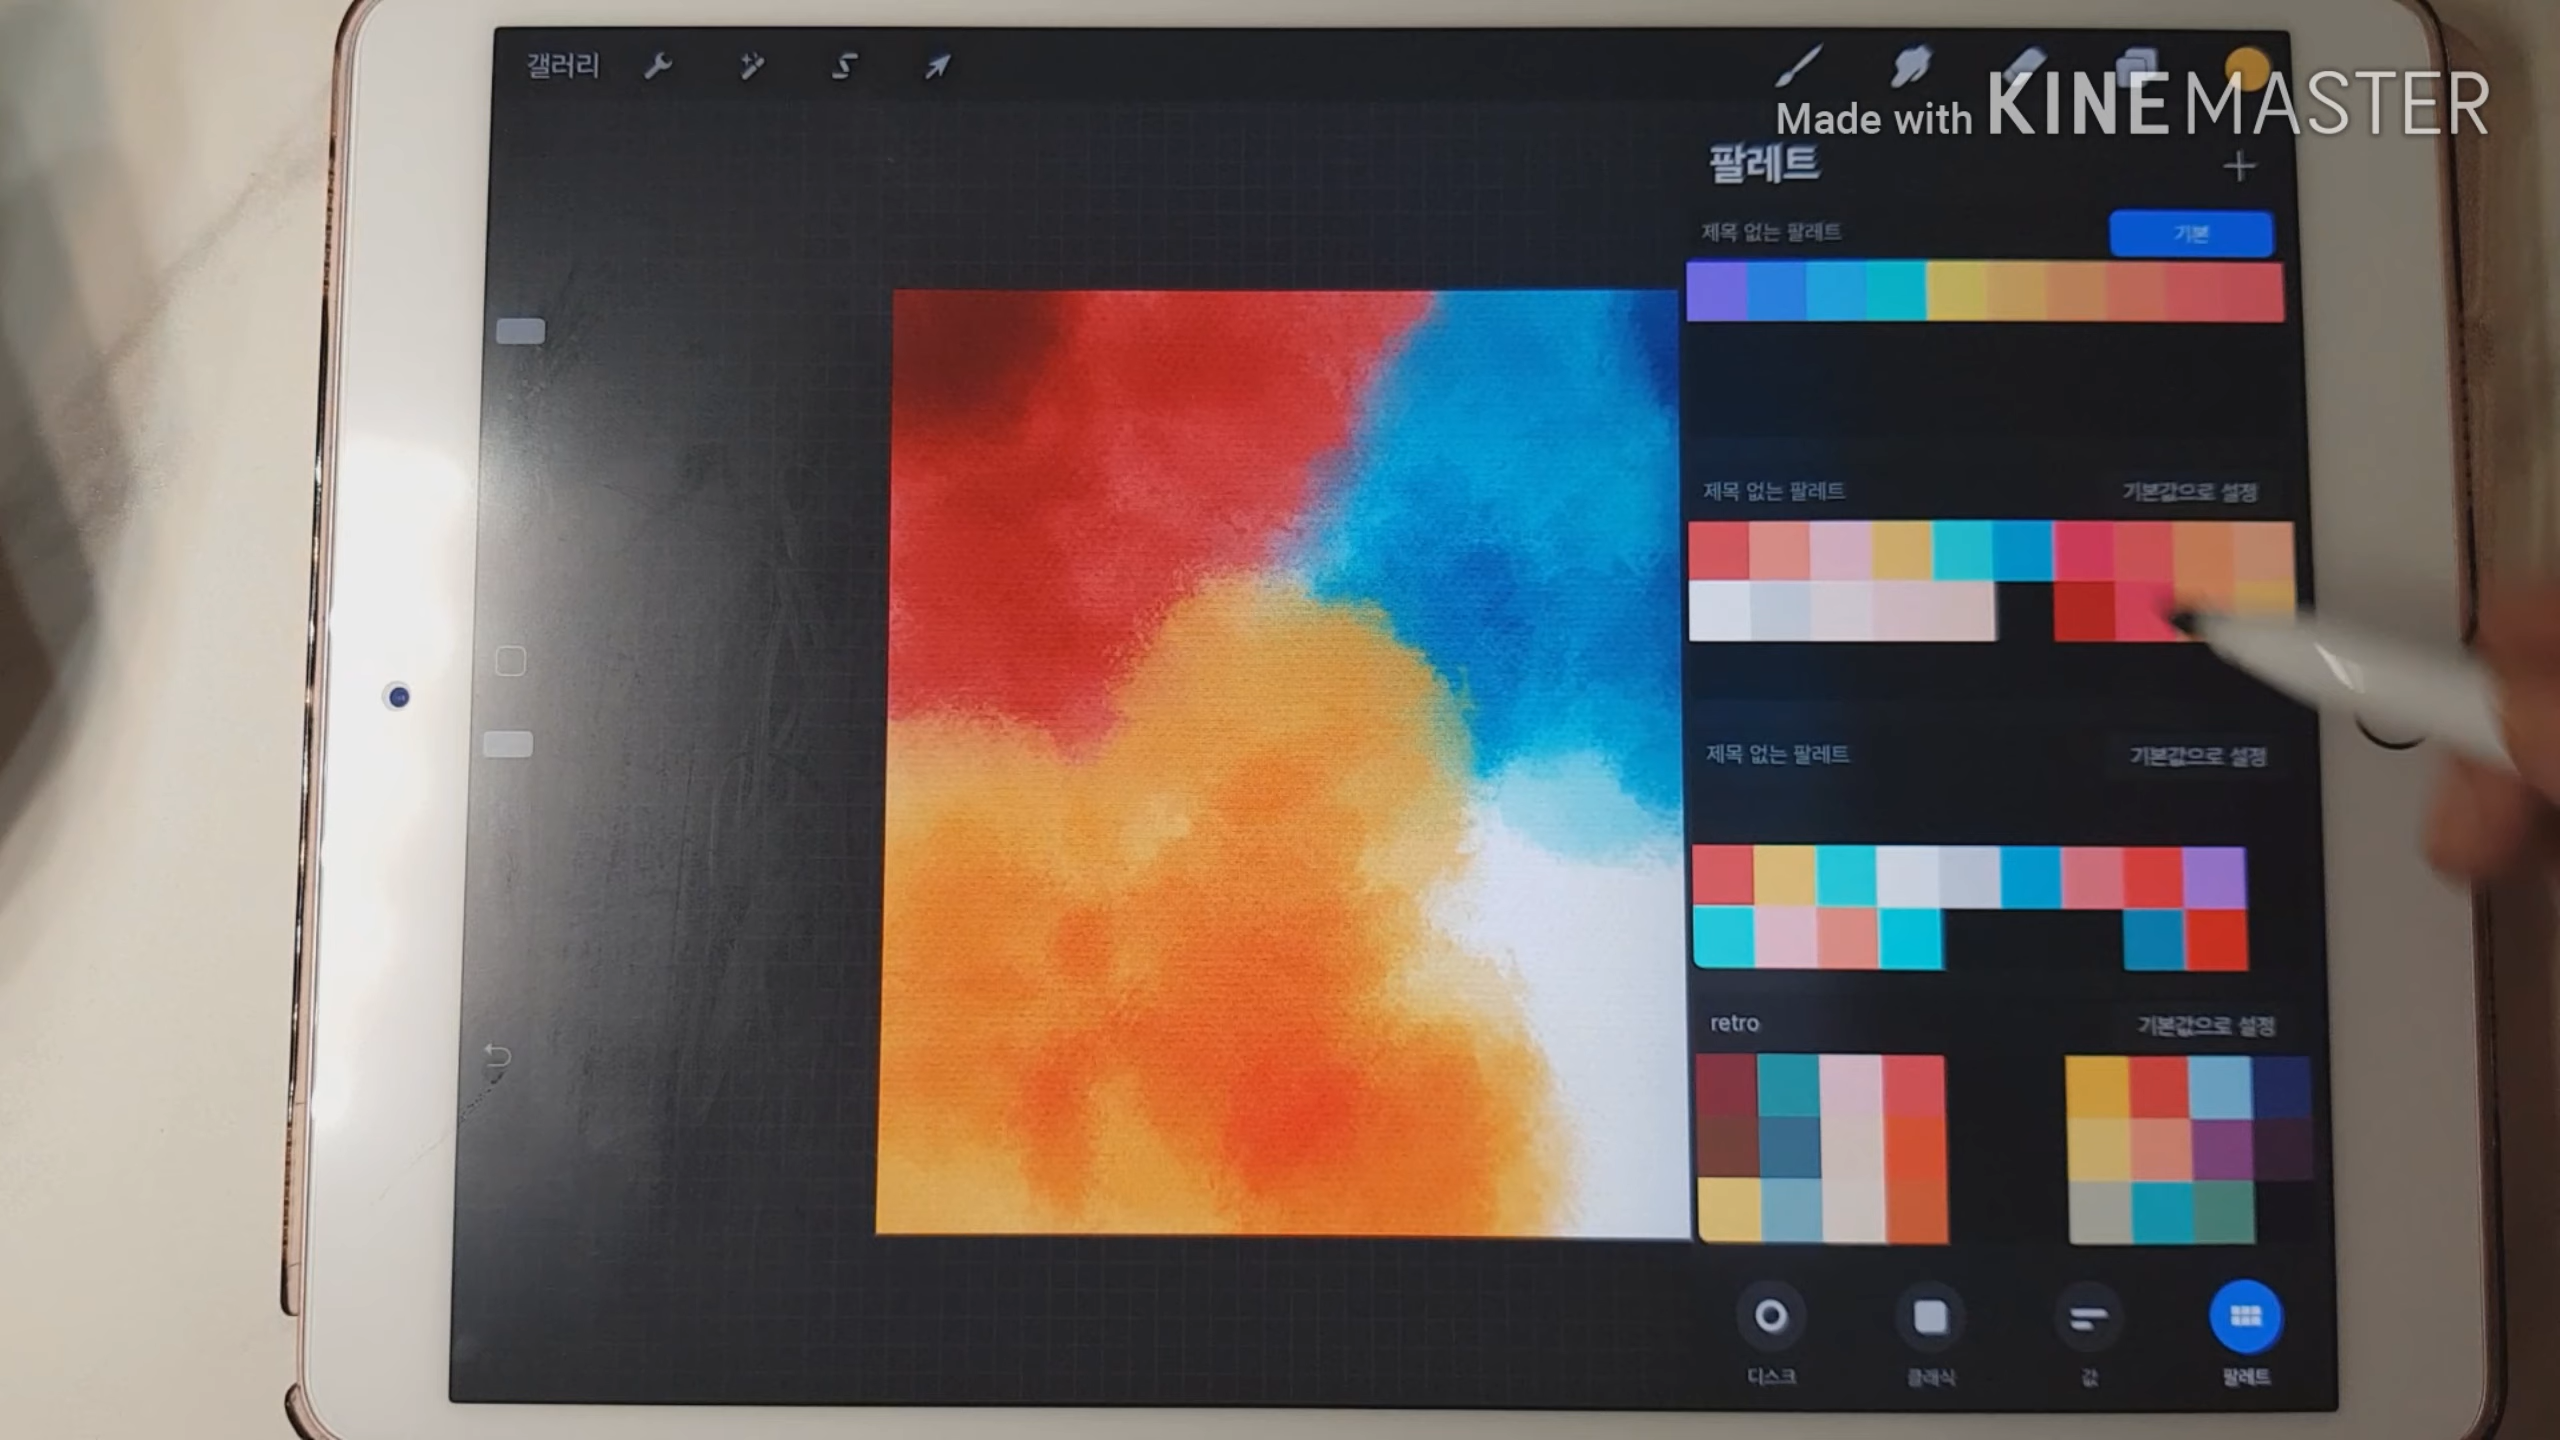 갤러리
Made with KINEMASTER
팔레트
제목 없는 팔레트
기본
제목 없는 팔레트
기본값으로 설정
제목 없는 팔레트
기본값으로 설정
retro
기본값으로 설정
디스크
클래식
값
팔레트